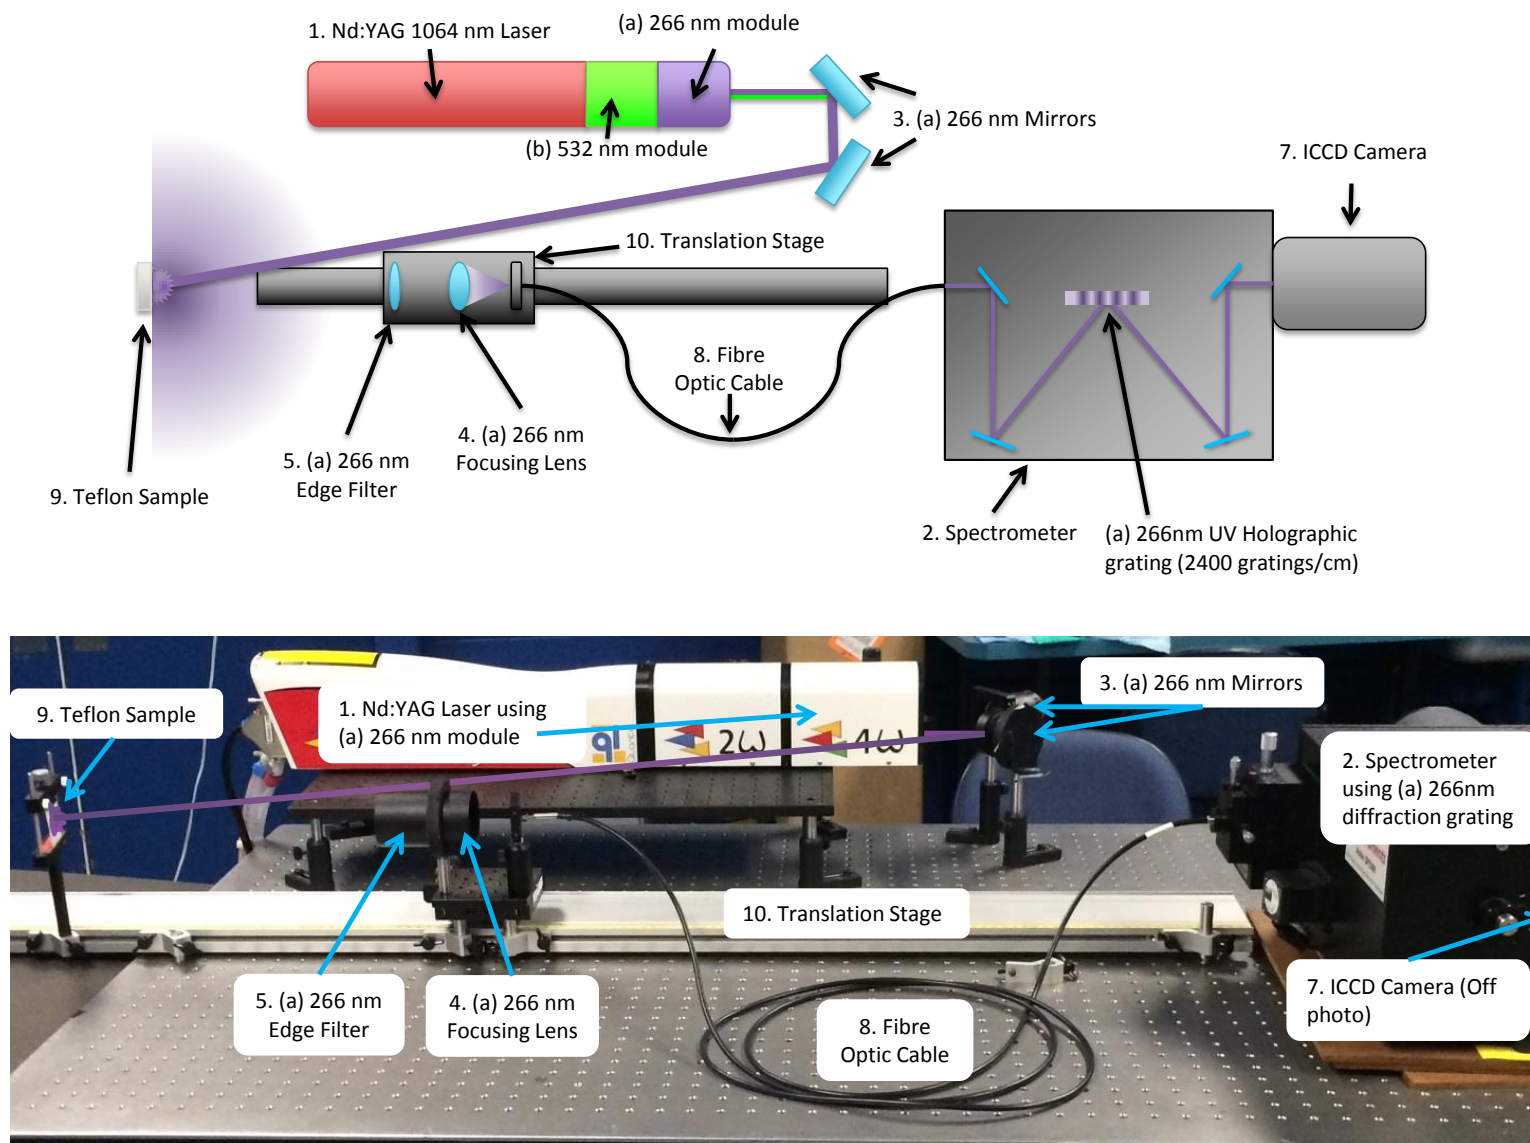 1. Nd:YAG 1064 nm Laser
(a) 266 nm module
(b) 532 nm module
3. (a) 266 nm Mirrors
7. ICCD Camera
10. Translation Stage
8. Fibre
Optic Cable
4. (a) 266 nm
Focusing Lens
5. (a) 266 nm
Edge Filter
9. Teflon Sample
2. Spectrometer
(a) 266nm UV Holographic
grating (2400 gratings/cm)
9. Teflon Sample
1. Nd:YAG Laser using
(a) 266 nm module
2ω
4ω
3. (a) 266 nm Mirrors
2. Spectrometer
using (a) 266nm
diffraction grating
10. Translation Stage
5. (a) 266 nm
Edge Filter
4. (a) 266 nm
Focusing Lens
8. Fibre
Optic Cable
7. ICCD Camera (Off
photo)